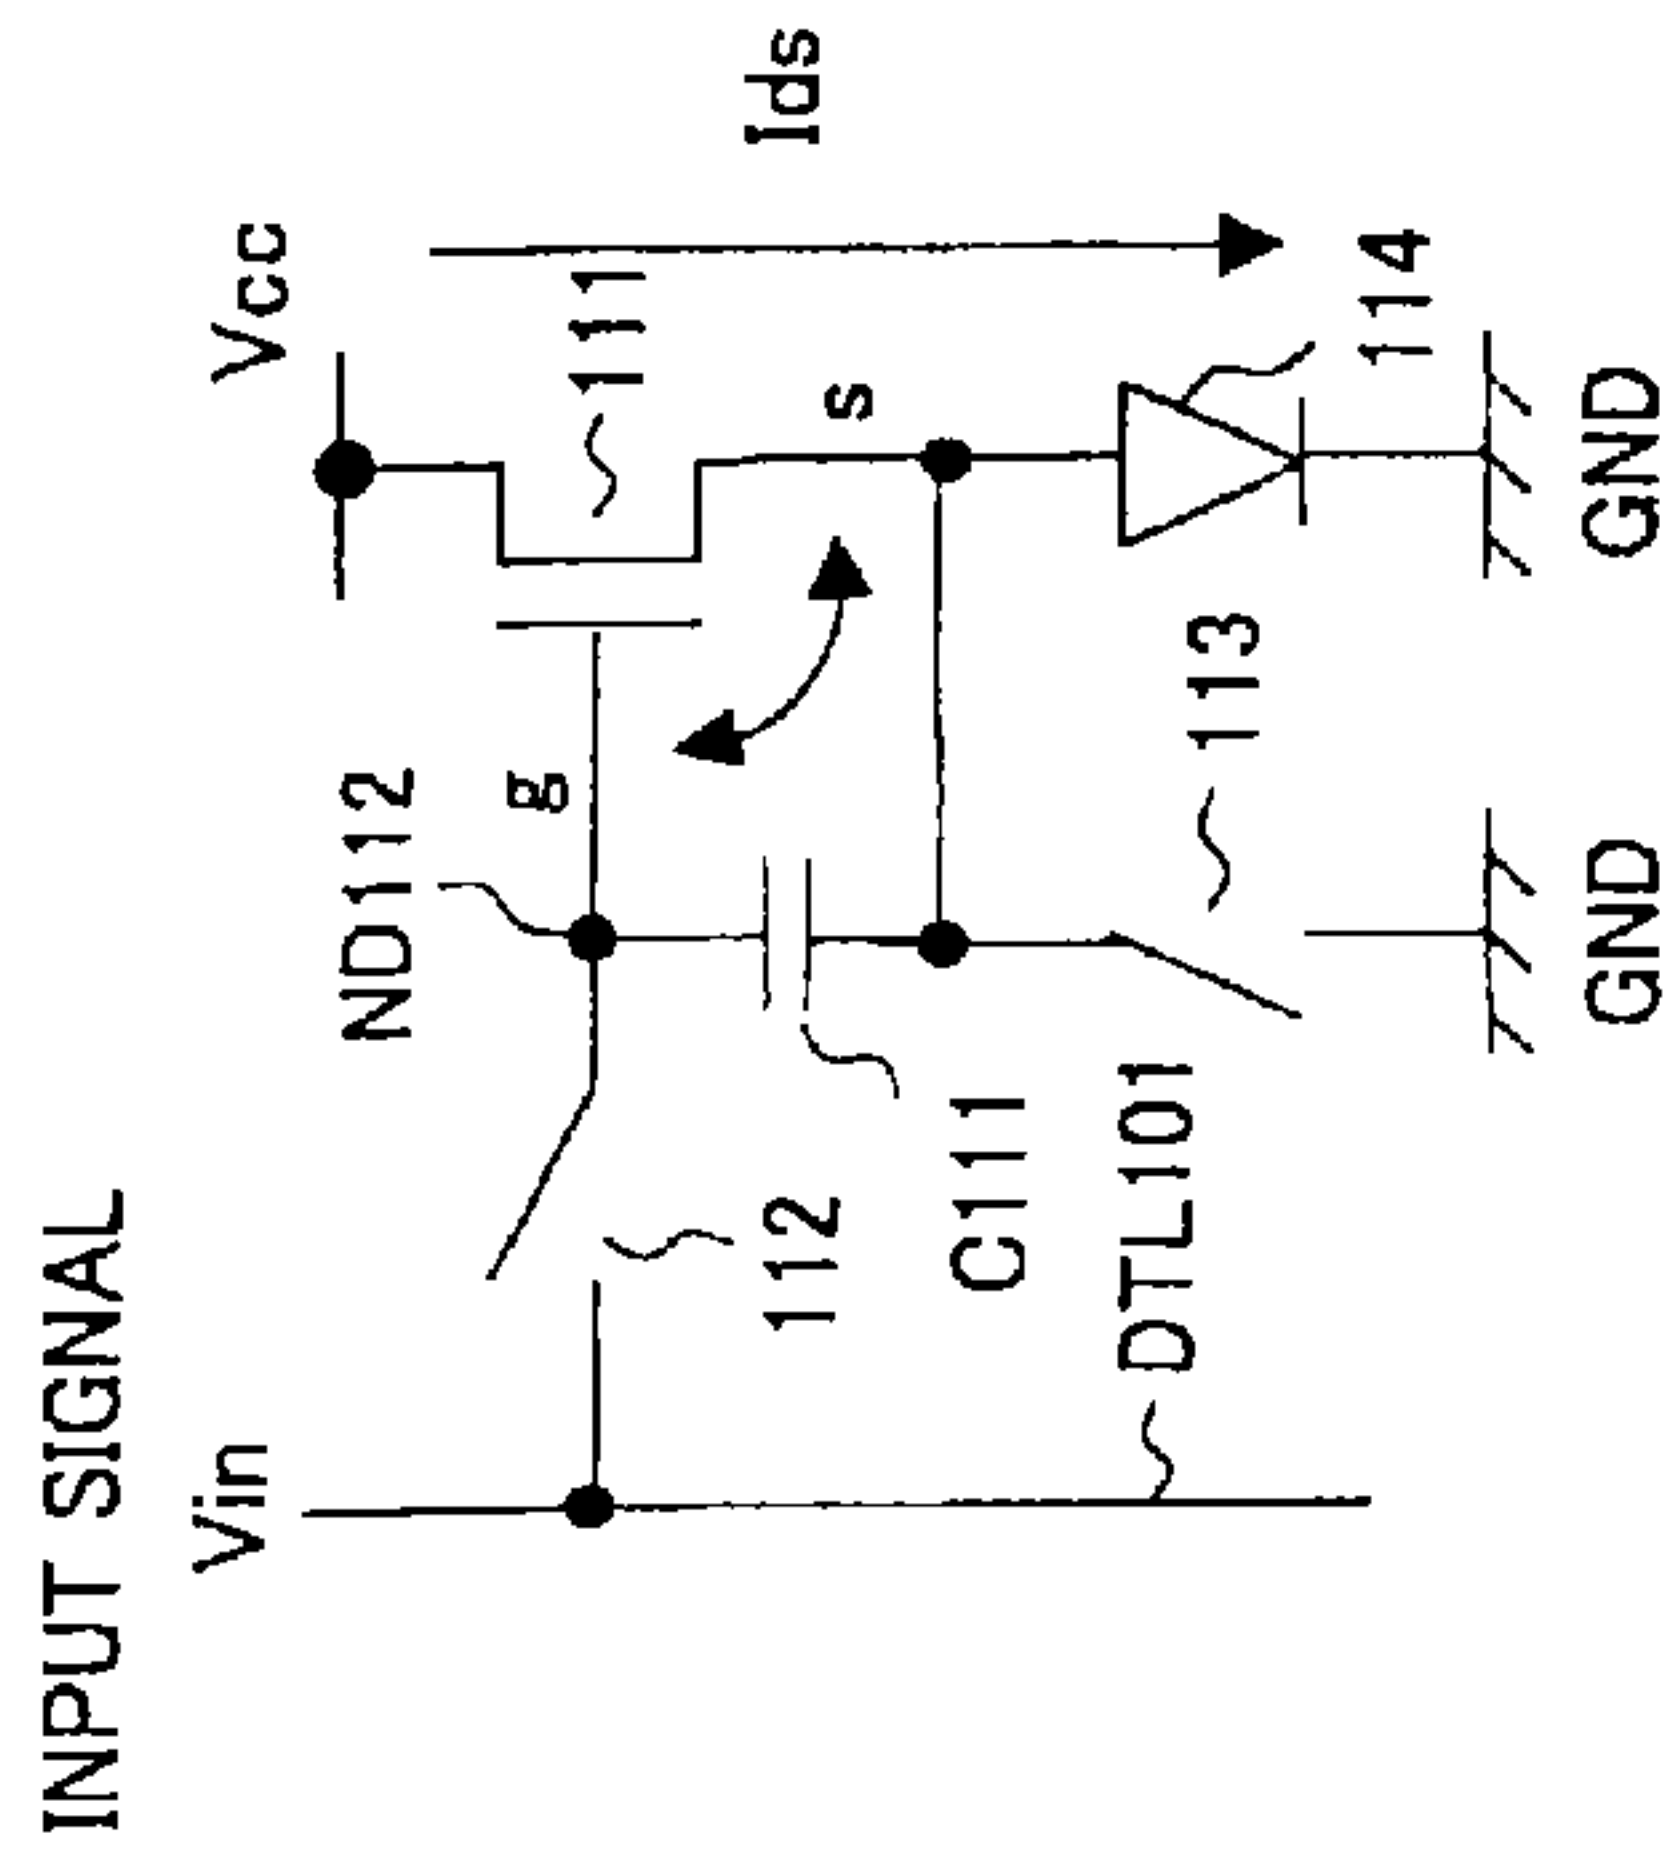 INPUT SIGNAL
Vin
ND112
Vcc
g
111
Ids
112
s
C111
DTL101
113
114
GND
GND